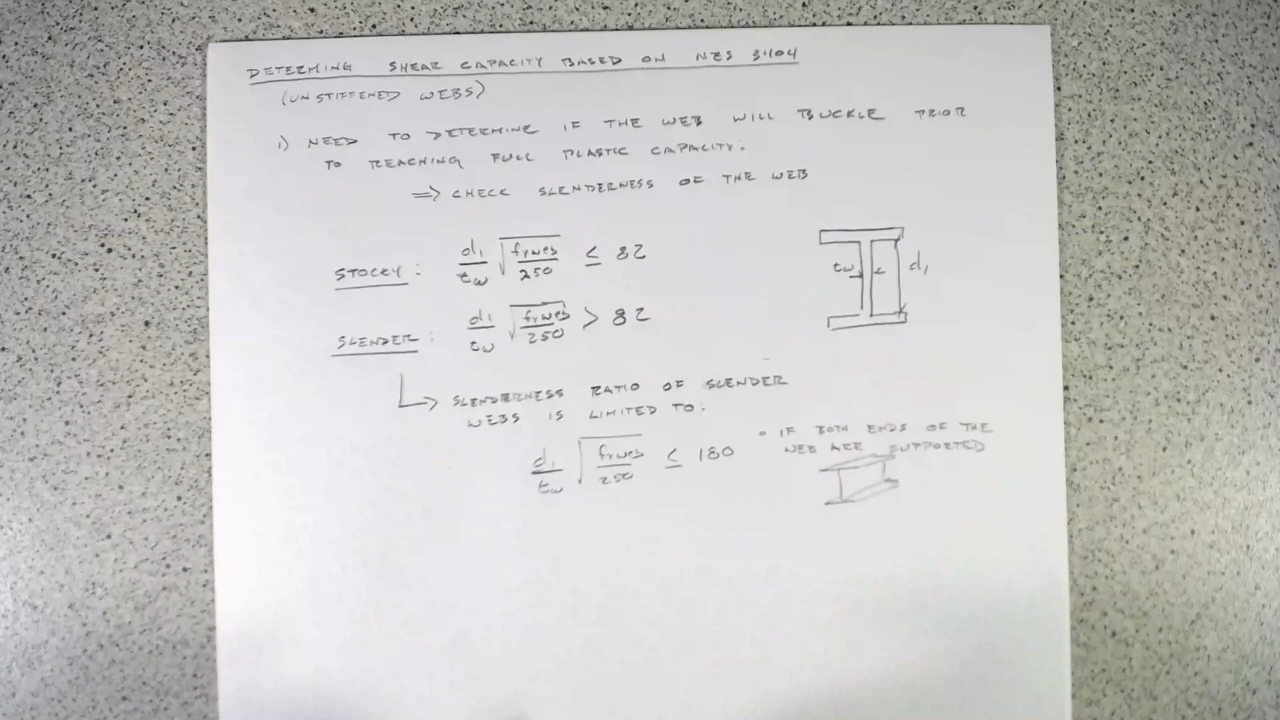 DETERMING SHEAR CAPACITY BASED ON NZS 3404
(UNSTIFFENED WEBS)
1) NEED TO DETERMINE IF THE WEB WILL BUCKLE PRIOR
TO REACHING FULL PLASTIC CAPACITY.
⇒ CHECK SLENDERNESS OF THE WEB
STOCKY : d1/tw √(fyweb/250) ≤ 82
tw d1
SLENDER : d1/tw √(fyweb/250) > 82
↳ SLENDERNESS RATIO OF SLENDER
WEBS IS LIMITED TO:
d1/tw √(fyweb/250) ≤ 180
• IF BOTH ENDS OF THE
WEB ARE SUPPORTED